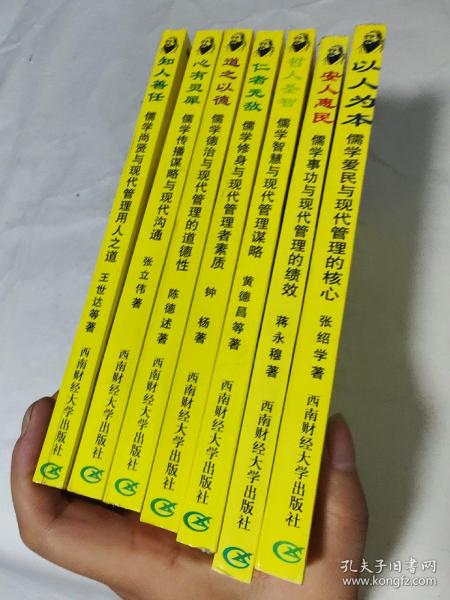 知人善任
儒学尚贤与现代管理用人之道
王世达等著
西南财经大学出版社
心有灵犀
儒学传播谋略与现代沟通
张立伟著
西南财经大学出版社
道之以德
儒学德治与现代管理的道德性
陈德述著
西南财经大学出版社
仁者无敌
儒学修身与现代管理者素质
钟 杨著
西南财经大学出版社
哲人圣智
儒学智慧与现代管理谋略
黄德昌等著
西南财经大学出版社
安人惠民
儒学事功与现代管理的绩效
蒋永穆著
西南财经大学出版社
以人为本
儒学爱民与现代管理的核心
张绍学著
西南财经大学出版社
孔夫子旧书网
www.kongfz.com